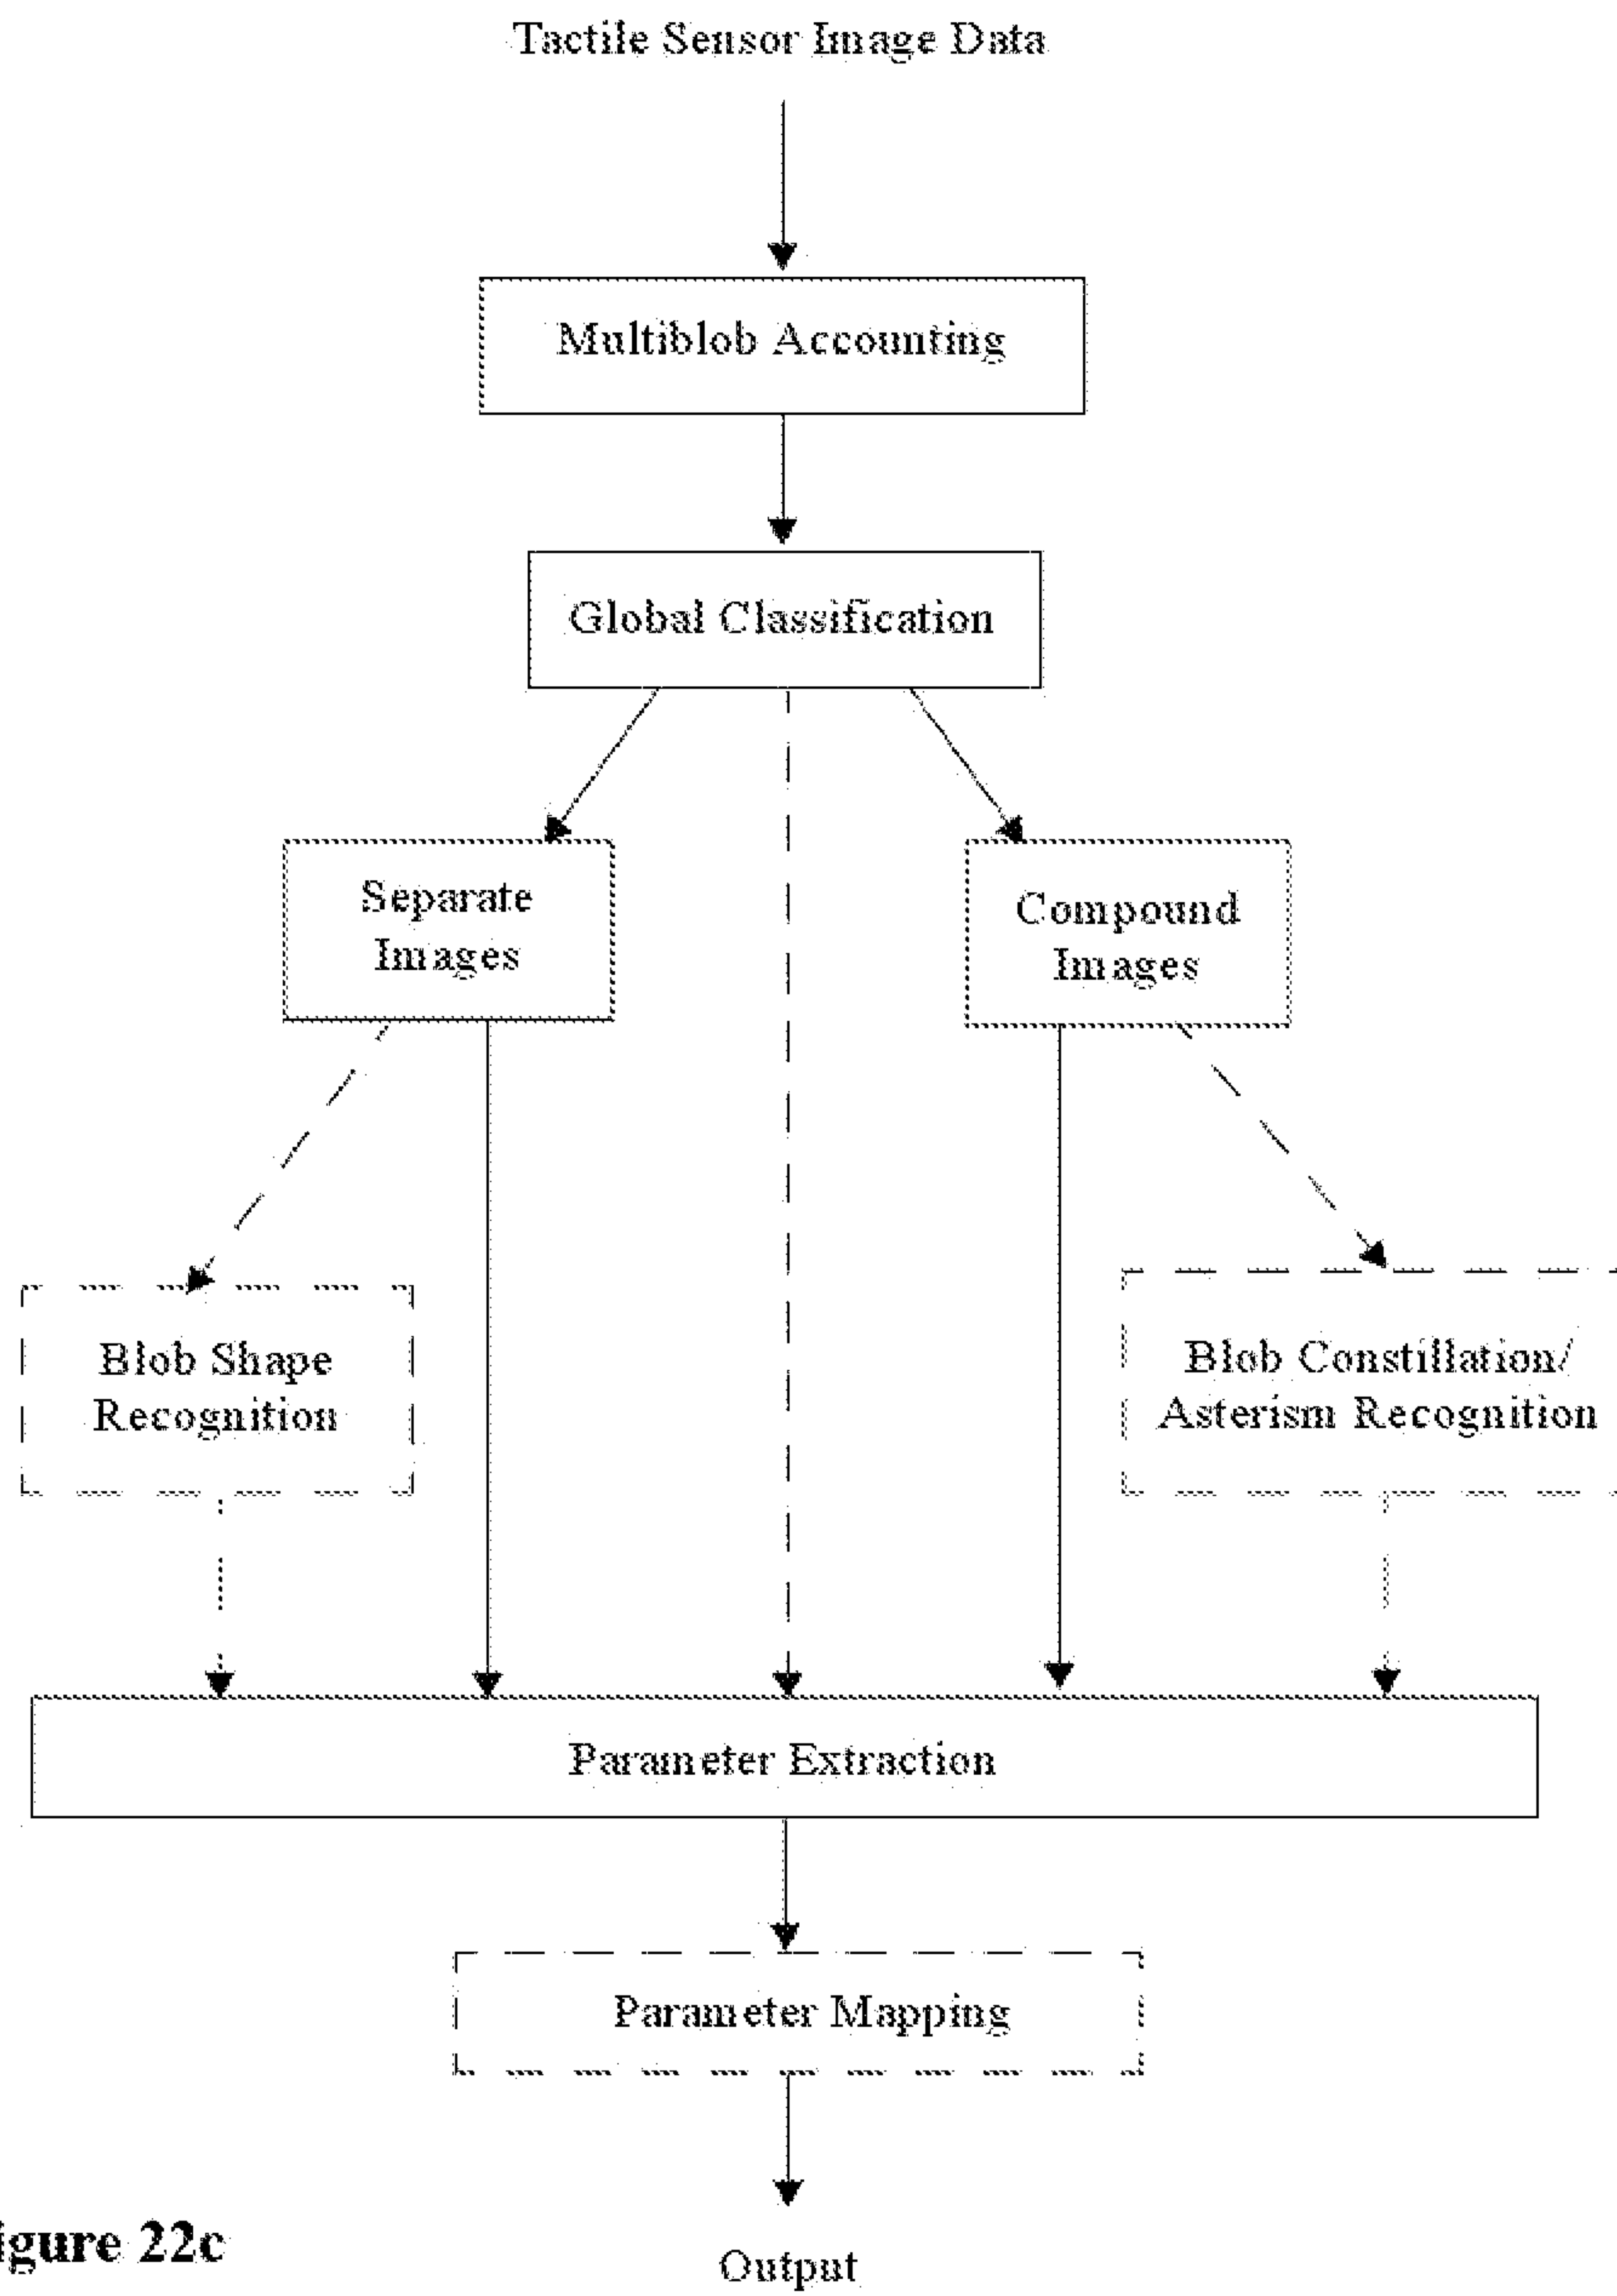 Tactile Sensor Image Data
Multiblob Accounting
Global Classification
Separate
Images
Compound
Images
Blob Shape
Recognition
Blob Constillation/
Asterism Recognition
Parameter Extraction
Parameter Mapping
igure 22c
Output